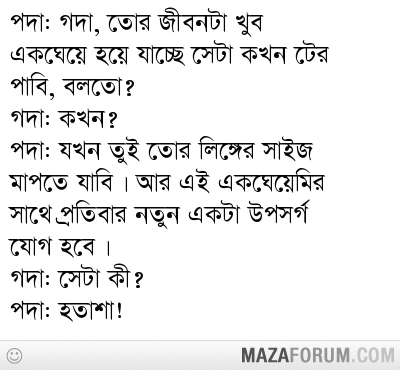 পদা: গদা, তোর জীবনটা খুব
একঘেয়ে হয়ে যাচ্ছে সেটা কখন টের
পাবি, বলতো?
গদা: কখন?
পদা: যখন তুই তোর লিঙ্গের সাইজ
মাপতে যাবি । আর এই একঘেয়েমির
সাথে প্রতিবার নতুন একটা উপসর্গ
যোগ হবে ।
গদা: সেটা কী?
পদা: হতাশা!
MAZAFORUM.COM